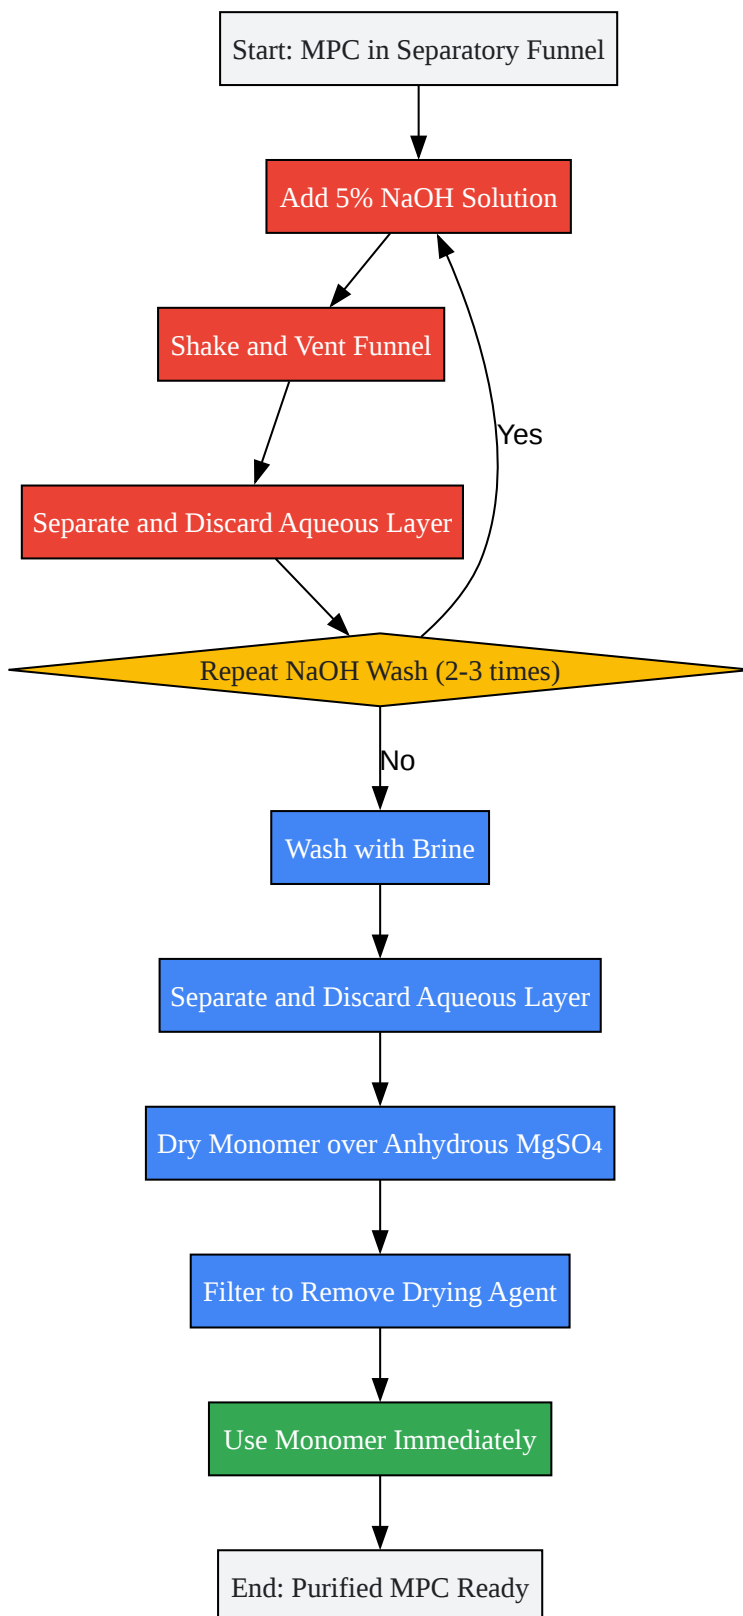 Start: MPC in Separatory Funnel
Add 5% NaOH Solution
Shake and Vent Funnel
Yes
Separate and Discard Aqueous Layer
Repeat NaOH Wash (2-3 times)
No
Wash with Brine
Separate and Discard Aqueous Layer
Dry Monomer over Anhydrous MgSO₄
Filter to Remove Drying Agent
Use Monomer Immediately
End: Purified MPC Ready